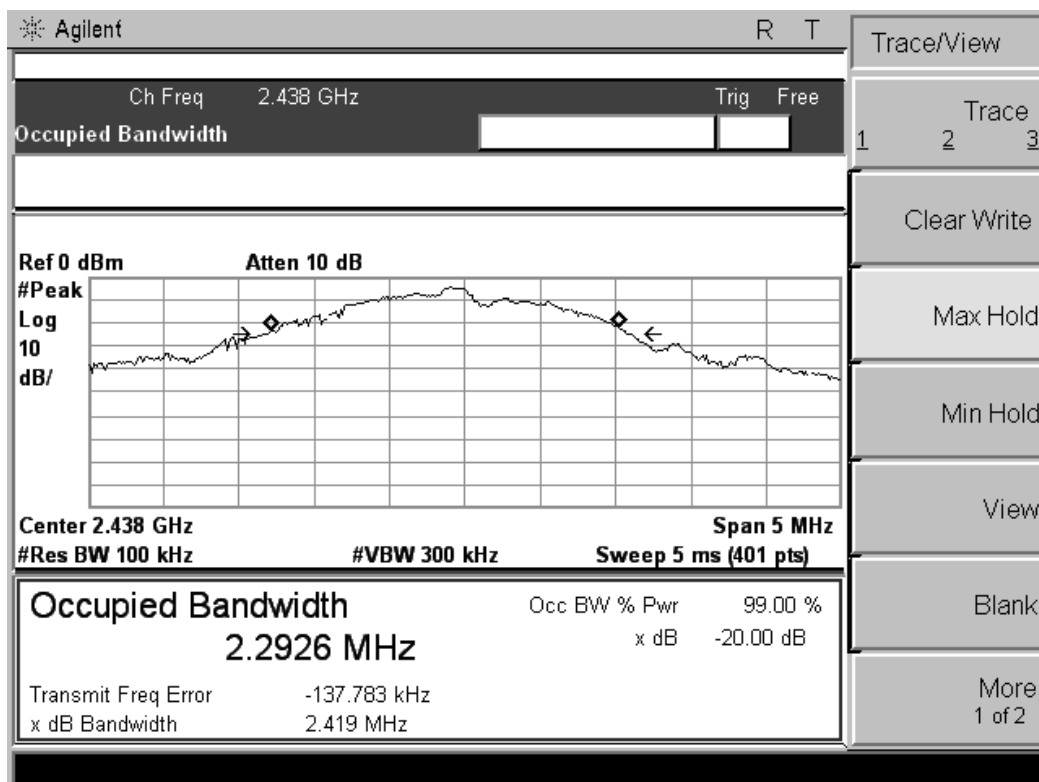 Agilent R T
Trace/View
Ch Freq 2.438 GHz Trig Free
Occupied Bandwidth
Trace
1 2 3
Clear Write
Ref 0 dBm Atten 10 dB
#Peak
Log
10
dB/
Max Hold
Min Hold
View
Center 2.438 GHz Span 5 MHz
#Res BW 100 kHz #VBW 300 kHz Sweep 5 ms (401 pts)
Occupied Bandwidth Occ BW % Pwr 99.00 %
2.2926 MHz x dB -20.00 dB
Transmit Freq Error -137.783 kHz
x dB Bandwidth 2.419 MHz
Blank
More
1 of 2